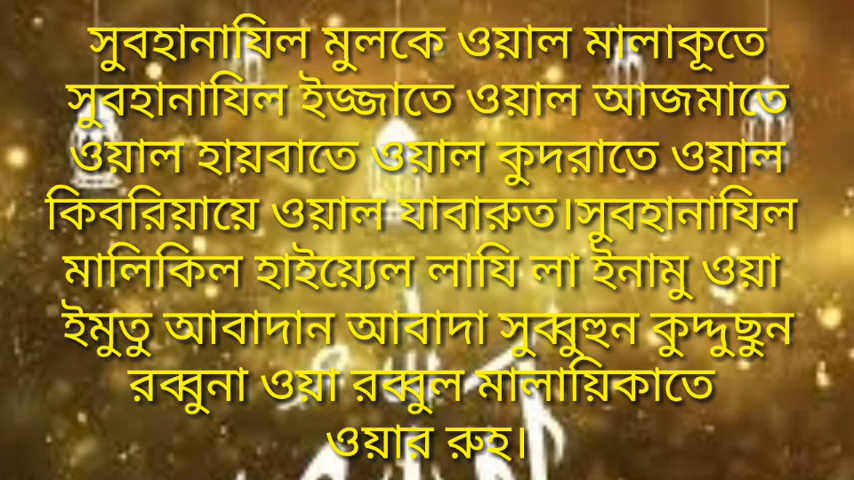 সুবহানাযিল মুলকে ওয়াল মালাকূতে
সুবহানাযিল ইজ্জাতে ওয়াল আজমাতে
ওয়াল হায়বাতে ওয়াল কুদরাতে ওয়াল
কিবরিয়ায়ে ওয়াল যাবারুত।সুবহানাযিল
মালিকিল হাইয়্যেল লাযি লা ইনামু ওয়া
ইমুতু আবাদান আবাদা সুব্বুহুন কুদ্দুছুন
রব্বুনা ওয়া রব্বুল মালায়িকাতে
ওয়ার রুহ।